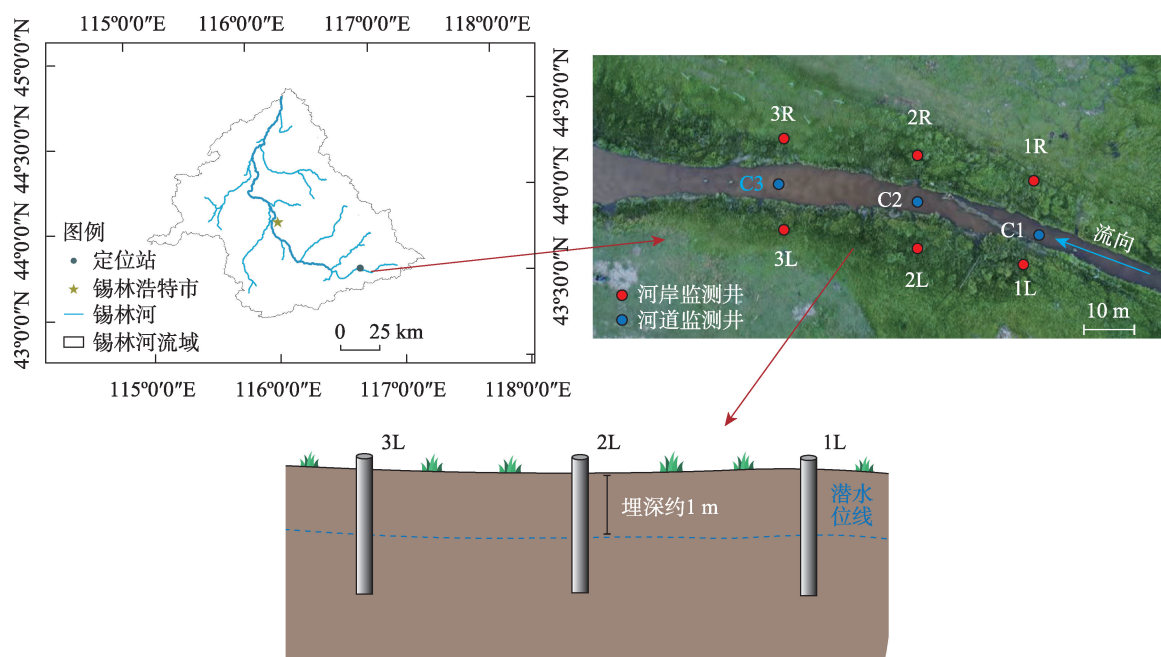 115°0′0″E 116°0′0″E 117°0′0″E 118°0′0″E
45°0′0″N
44°30′0″N
44°0′0″N
43°0′0″N
44°30′0″N
44°0′0″N
43°30′0″N
图例
定位站
锡林浩特市
锡林河
锡林河流域
0 25 km
115°0′0″E 116°0′0″E 117°0′0″E 118°0′0″E
3R
2R
1R
C3
C2
C1
流向
3L
2L
1L
河岸监测井
河道监测井
10 m
3L 2L 1L
埋深约1 m
潜水
位线